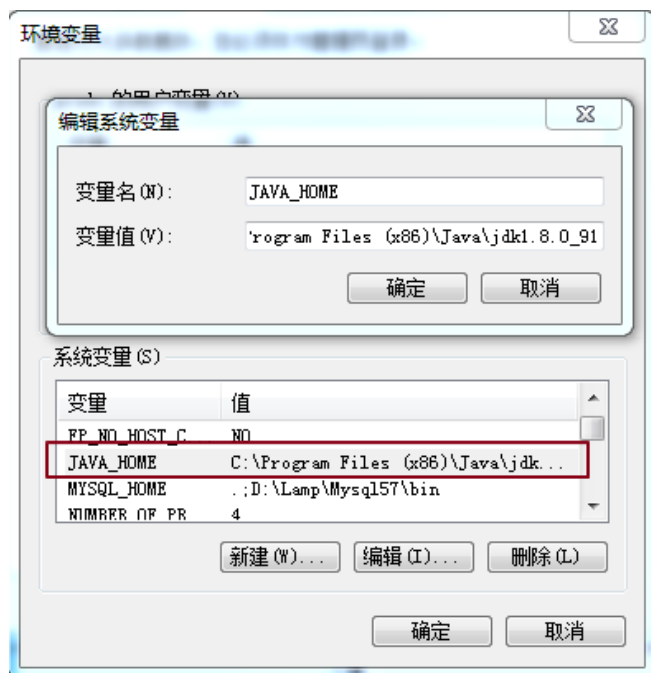 环境变量
编辑系统变量
变量名(N):
JAVA_HOME
变量值(V):
rogram Files (x86)\Java\jdk1.8.0_91
确定
取消
系统变量(S)
变量
值
FP_NO_HOST_C...
NO
JAVA_HOME
C:\Program Files (x86)\Java\jdk...
MYSQL_HOME
.;D:\Lamp\Mysql57\bin
NUMBER_OF_PR
4
新建(W)...
编辑(I)...
删除(L)
确定
取消